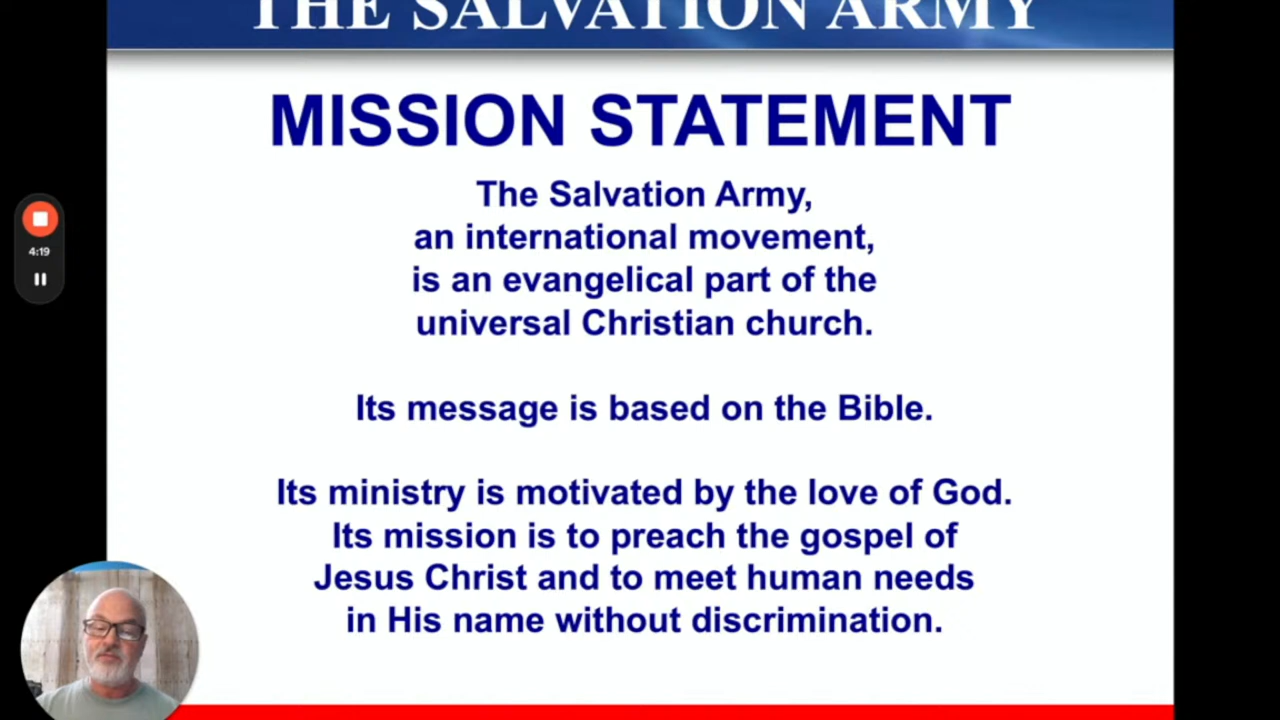 THE SALVATION ARMY
MISSION STATEMENT
The Salvation Army,
an international movement,
is an evangelical part of the
universal Christian church.
Its message is based on the Bible.
Its ministry is motivated by the love of God.
Its mission is to preach the gospel of
Jesus Christ and to meet human needs
in His name without discrimination.
4:19